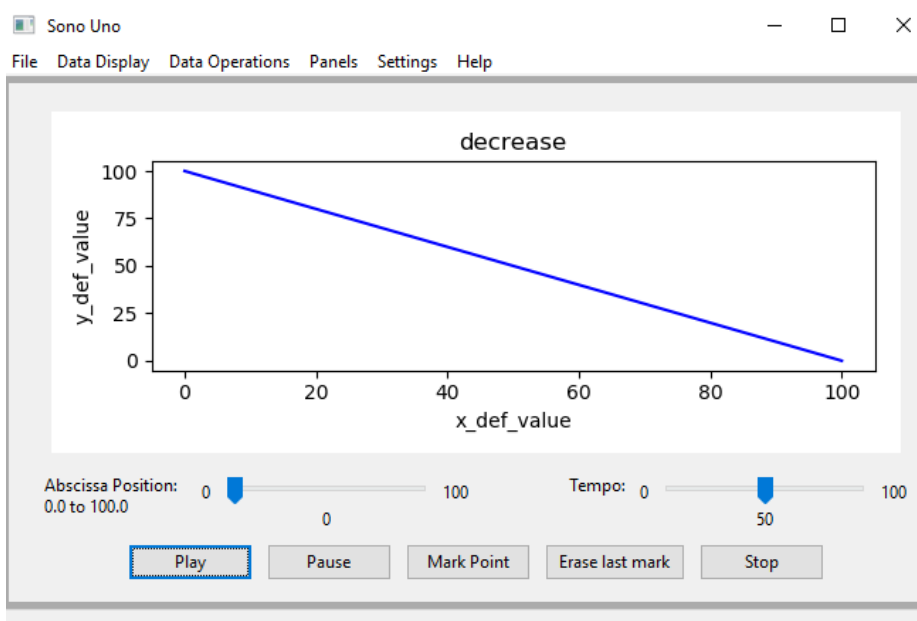 Sono Uno
File Data Display Data Operations Panels Settings Help
decrease
100
75
50
25
0
y_def_value
0 20 40 60 80 100
x_def_value
Abscissa Position: 0 100 Tempo: 0 100
0.0 to 100.0
0 50
Play Pause Mark Point Erase last mark Stop